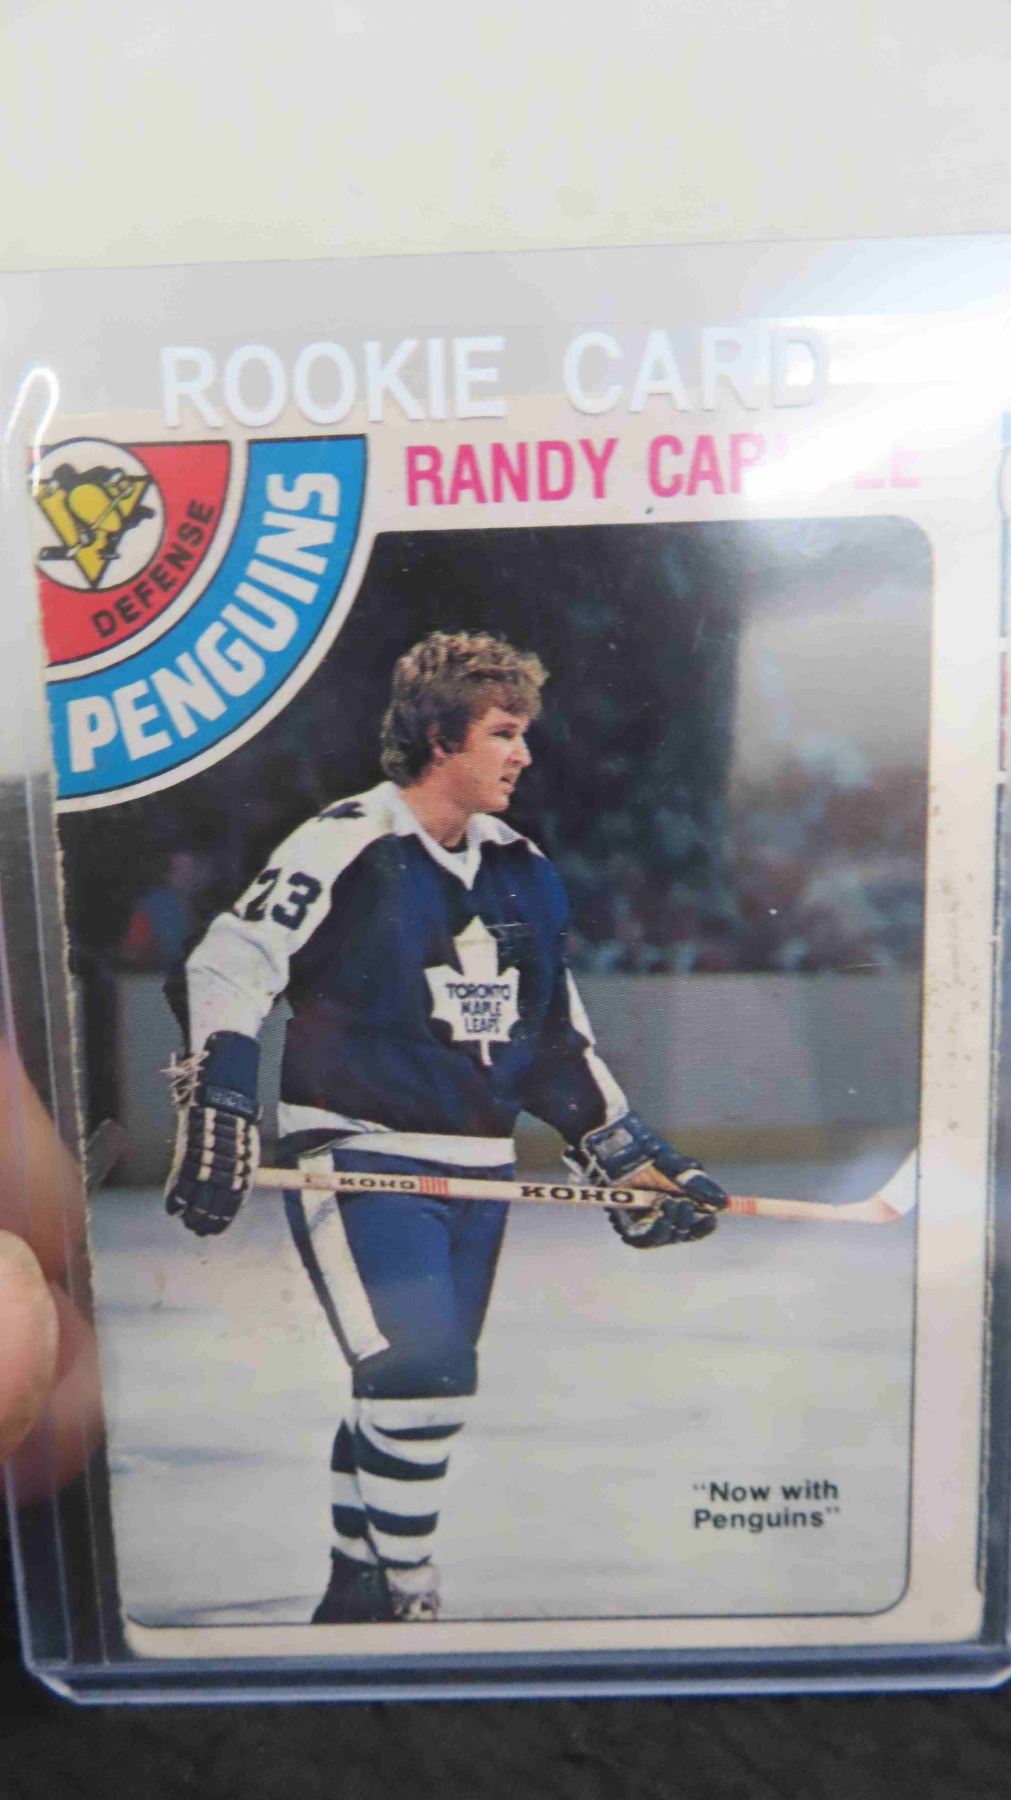 ROOKIE CARD
RANDY
DEFENSE
PENGUINS
23
TORONTO
MAPLE
LEAFS
KOHO KOHO
"Now with
Penguins"